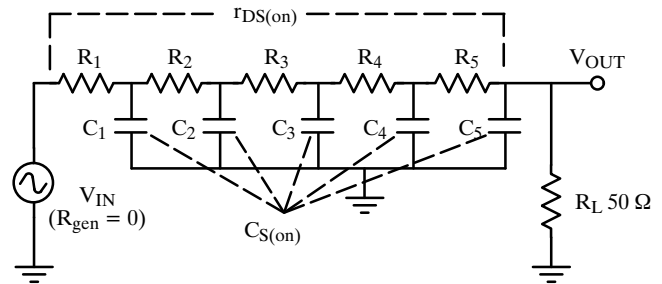 rDS(on)
R1 R2 R3 R4 R5 VOUT
C1 C2 C3 C4 C5
VIN
(Rgen = 0)
CS(on)
RL 50 Ω